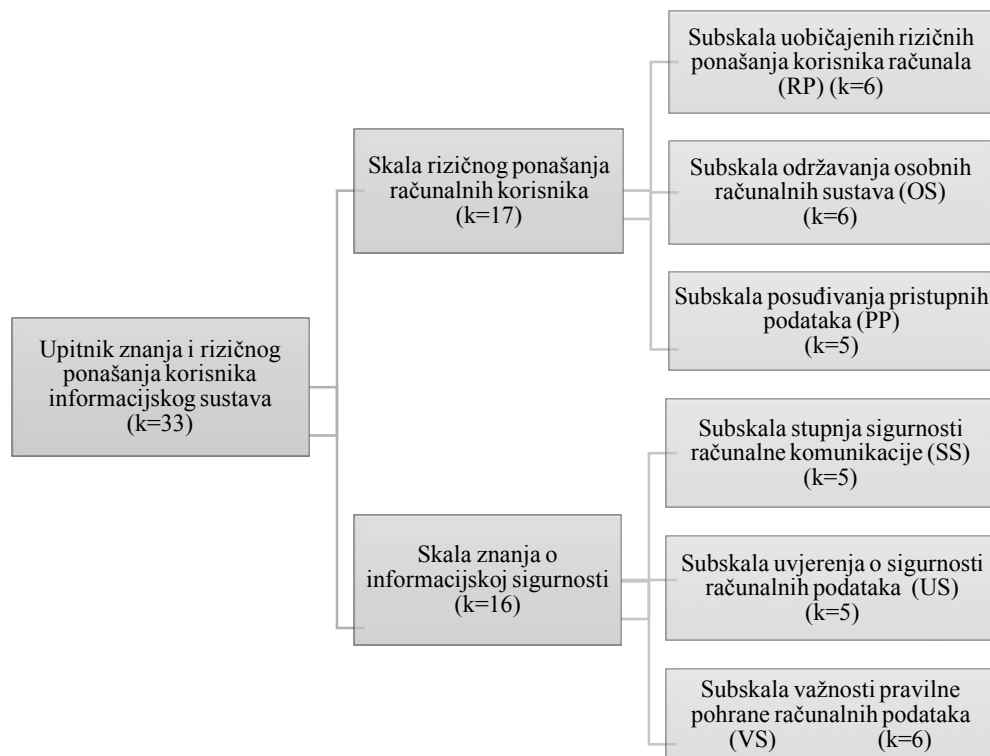 Upitnik znanja i rizičnog
ponašanja korisnika
informacijskog sustava
(k=33)
Skala rizičnog ponašanja
računalnih korisnika
(k=17)
Subskala uobičajenih rizičnih
ponašanja korisnika računala
(RP) (k=6)
Subskala održavanja osobnih
računalnih sustava (OS)
(k=6)
Subskala posuđivanja pristupnih
podataka (PP)
(k=5)
Skala znanja o
informacijskoj sigurnosti
(k=16)
Subskala stupnja sigurnosti
računalne komunikacije (SS)
(k=5)
Subskala uvjerenja o sigurnosti
računalnih podataka (US)
(k=5)
Subskala važnosti pravilne
pohrane računalnih podataka
(VS) (k=6)